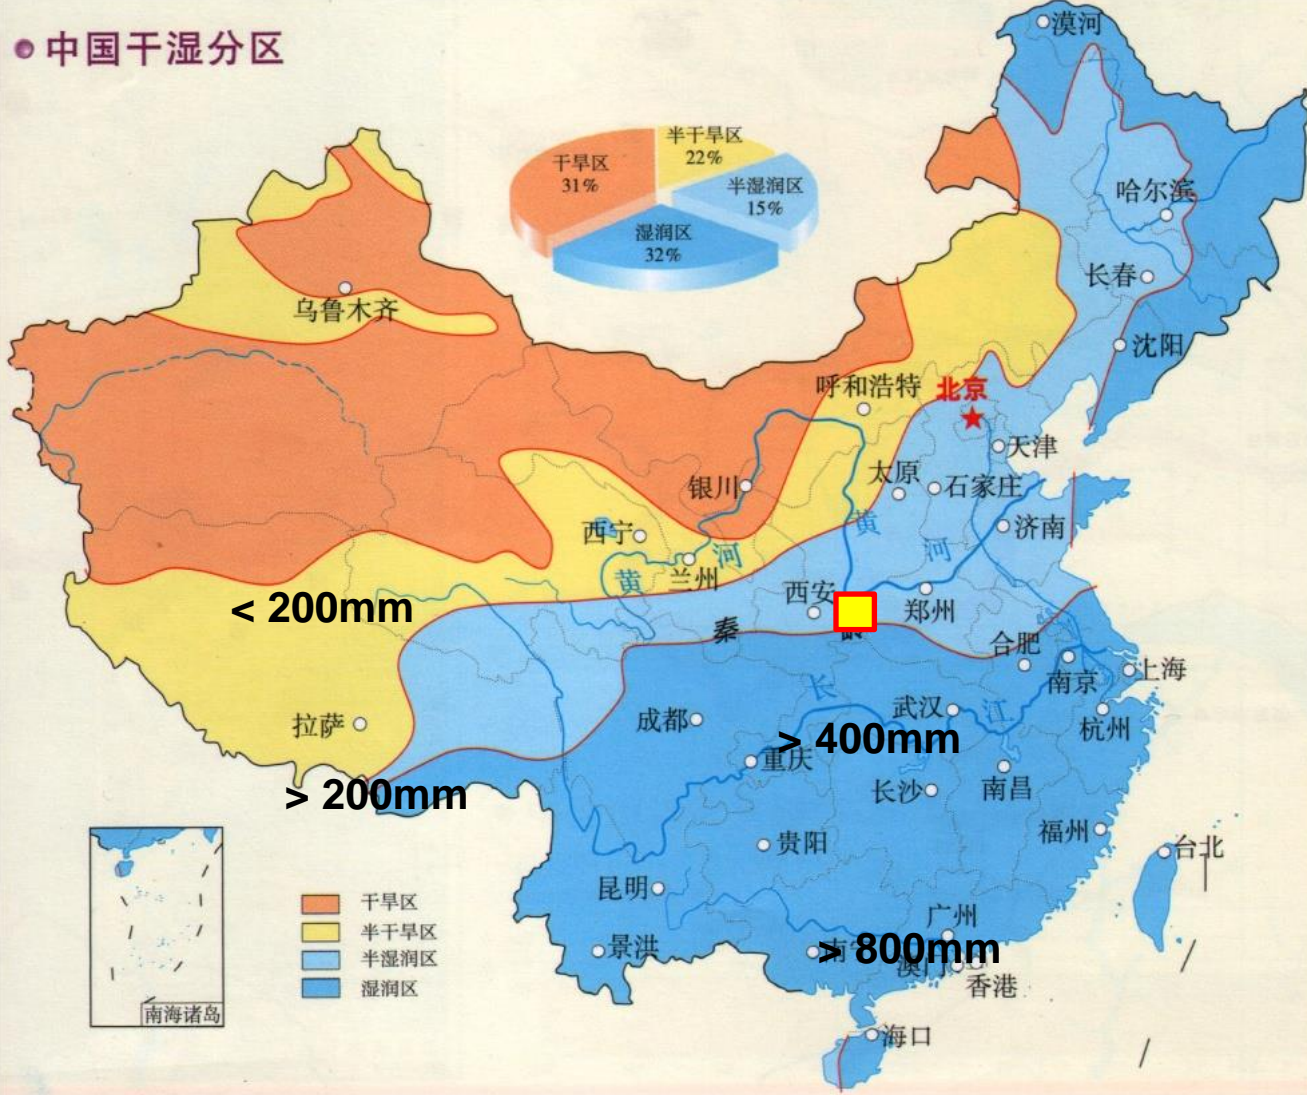 中国干湿分区
漠河
半干旱区
22%
干旱区
31%
半湿润区
15%
湿润区
32%
哈尔滨
长春
乌鲁木齐
沈阳
呼和浩特
北京
天津
太原
石家庄
银川
黄
济南
西宁
河
河
黄
兰州
西安
< 200mm
郑州
秦
合肥
南京
上海
长
武汉
江
拉萨
成都
杭州
> 400mm
重庆
长沙
南昌
> 200mm
福州
贵阳
台北
昆明
干旱区
广州
半干旱区
景洪
> 800mm
半湿润区
澳门
香港
湿润区
南海诸岛
海口